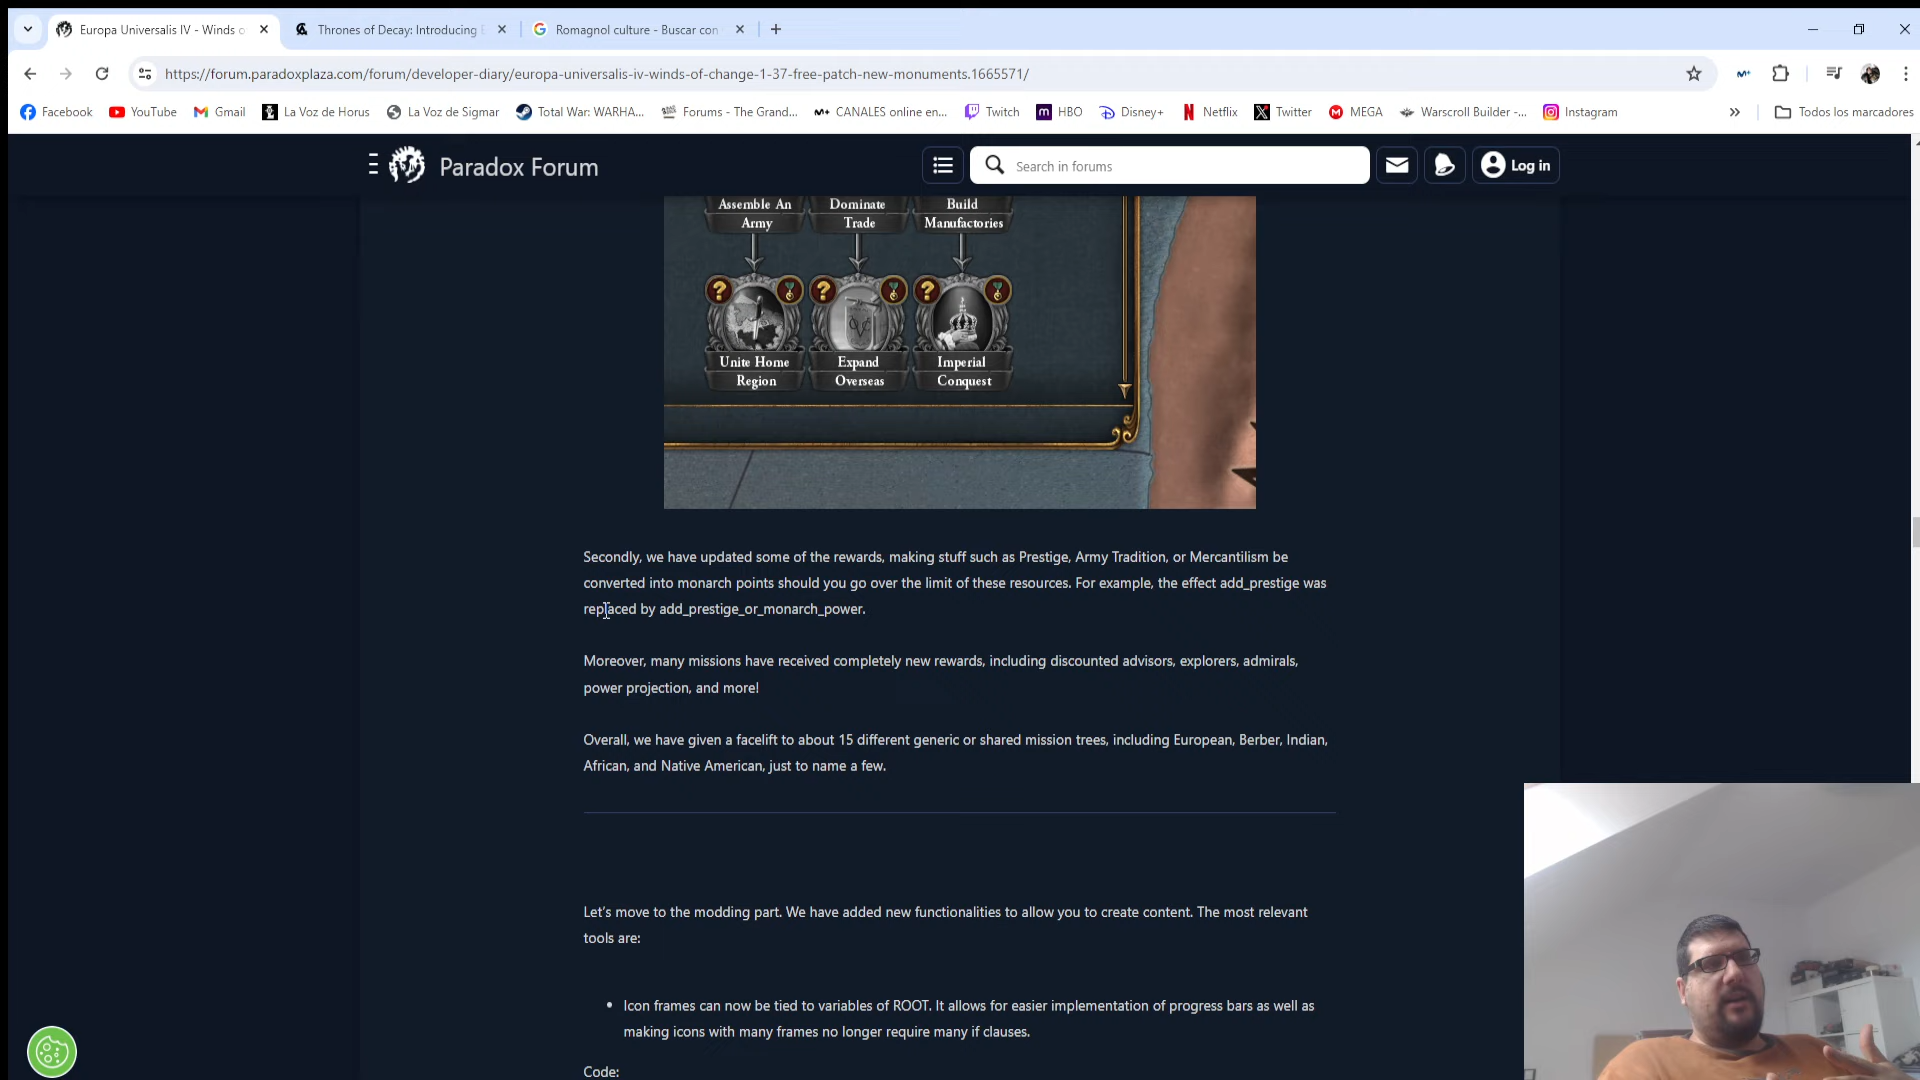 Europa Universalis IV - Winds o
Thrones of Decay: Introducing
Romagnol culture - Buscar con
https://forum.paradoxplaza.com/forum/developer-diary/europa-universalis-iv-winds-of-change-1-37-free-patch-new-monuments.1665571/
Facebook YouTube Gmail La Voz de Horus La Voz de Sigmar Total War: WARHA... Forums - The Grand... CANALES online en... Twitch HBO Disney+ Netflix Twitter MEGA Warscroll Builder -... Instagram » Todos los marcadores
Paradox Forum
Search in forums
Log in
Assemble An Army
Dominate Trade
Build Manufactories
Unite Home Region
Expand Overseas
Imperial Conquest
Secondly, we have updated some of the rewards, making stuff such as Prestige, Army Tradition, or Mercantilism be
converted into monarch points should you go over the limit of these resources. For example, the effect add_prestige was
replaced by add_prestige_or_monarch_power.
Moreover, many missions have received completely new rewards, including discounted advisors, explorers, admirals,
power projection, and more!
Overall, we have given a facelift to about 15 different generic or shared mission trees, including European, Berber, Indian,
African, and Native American, just to name a few.
Let's move to the modding part. We have added new functionalities to allow you to create content. The most relevant
tools are:
• Icon frames can now be tied to variables of ROOT. It allows for easier implementation of progress bars as well as
making icons with many frames no longer require many if clauses.
Code: